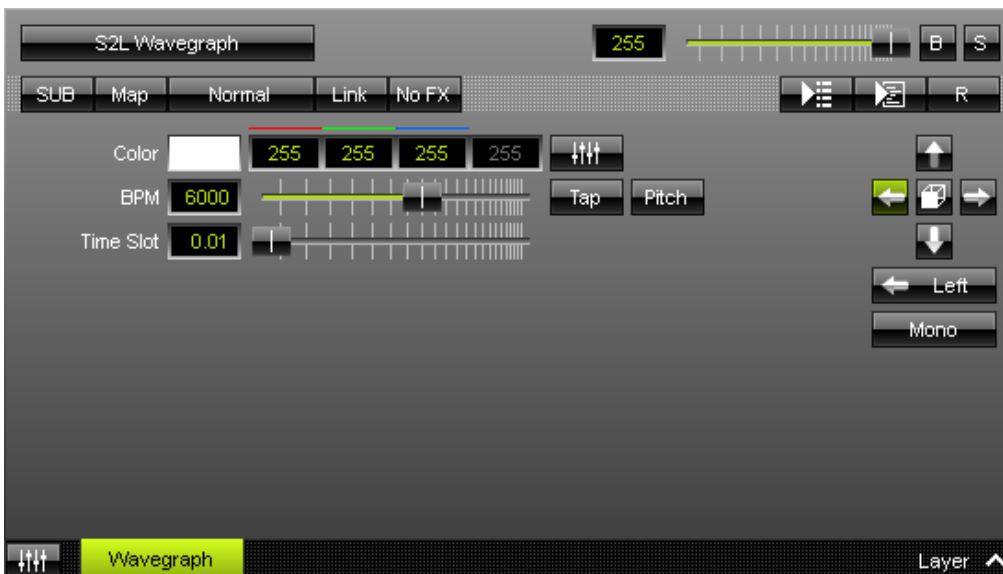 S2L Wavegraph 255 B S
SUB Map Normal Link No FX R
Color 255 255 255 255
BPM 6000 Tap Pitch
Time Slot 0.01
Left
Mono
Wavegraph Layer